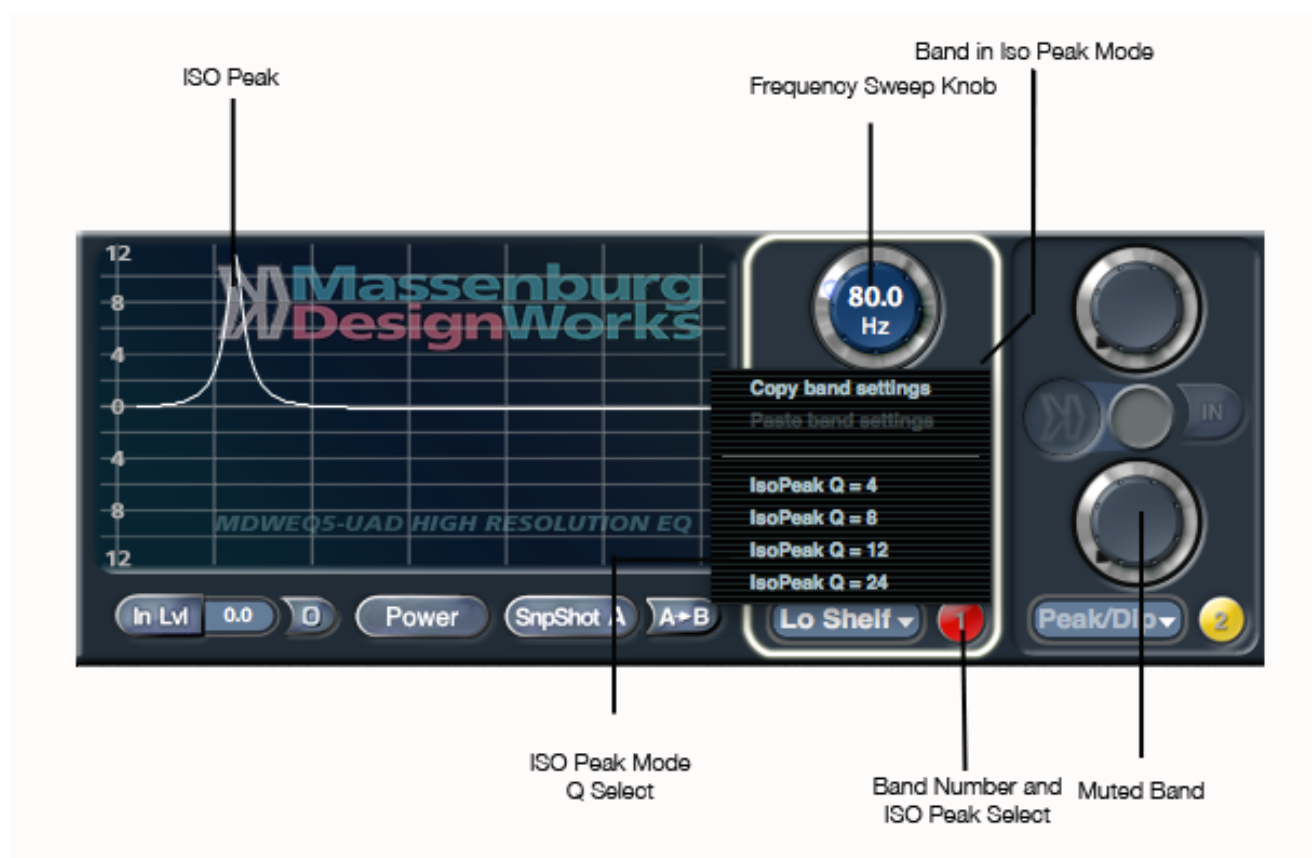 Band in Iso Peak Mode
ISO Peak
Frequency Sweep Knob
12
8
4
0
4
8
12
Massenburg
DesignWorks
MDWEQ5-UAD HIGH RESOLUTION EQ
80.0
Hz
Copy band settings
Paste band settings
IsoPeak Q = 4
IsoPeak Q = 8
IsoPeak Q = 12
IsoPeak Q = 24
IN
In Lvl
0.0
Power
SnpShot A
A➔B
Lo Shelf
1
Peak/Dip
2
ISO Peak Mode
Q Select
Band Number and
ISO Peak Select
Muted Band